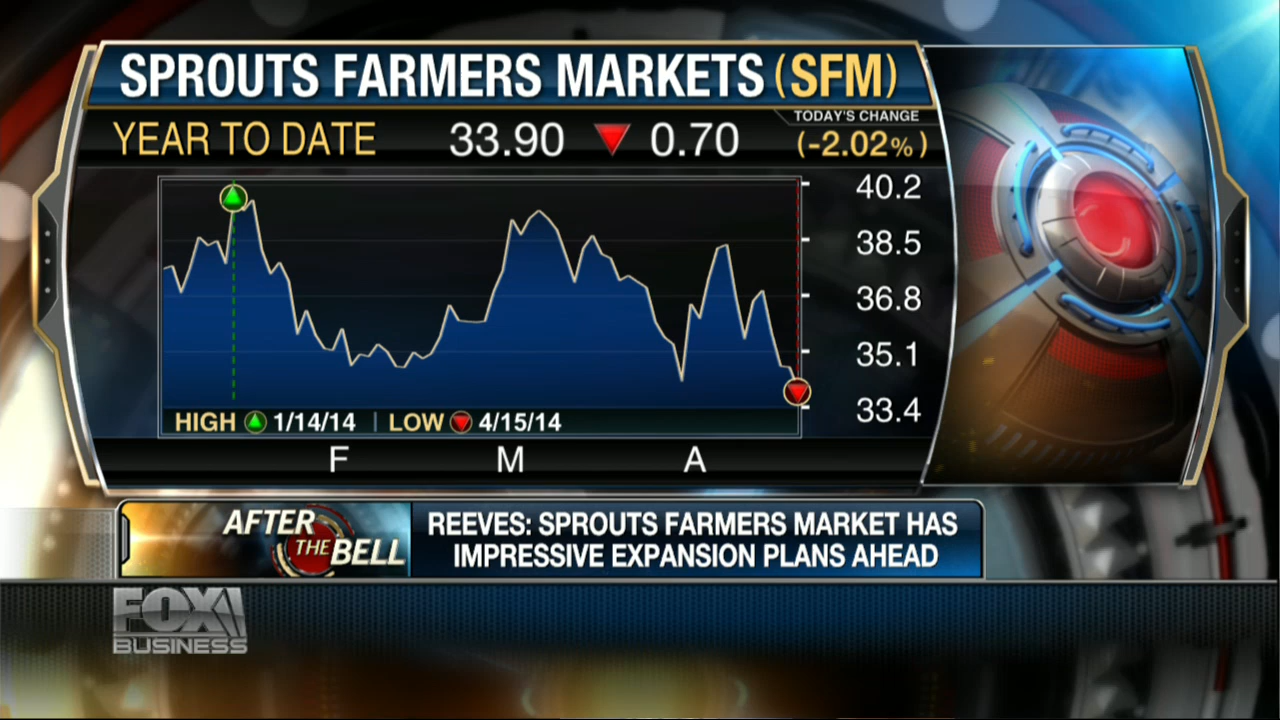 SPROUTS FARMERS MARKETS (SFM)
YEAR TO DATE 33.90 0.70 TODAY'S CHANGE (-2.02%)
40.2
38.5
36.8
35.1
33.4
HIGH 1/14/14 | LOW 4/15/14
F M A
AFTER THE BELL
REEVES: SPROUTS FARMERS MARKET HAS
IMPRESSIVE EXPANSION PLANS AHEAD
FOX
BUSINESS